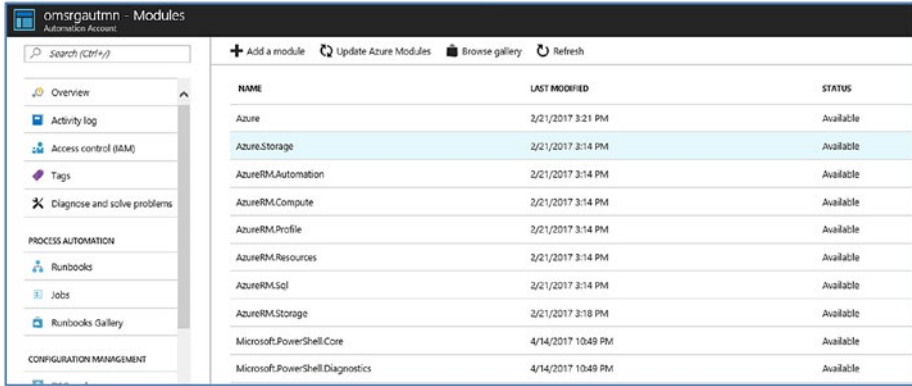 omsrgautmn - Modules
Automation Account
Search (Ctrl+/)
Add a module Update Azure Modules Browse gallery Refresh
Overview
Activity log
Access control (IAM)
Tags
Diagnose and solve problems
PROCESS AUTOMATION
Runbooks
Jobs
Runbooks Gallery
CONFIGURATION MANAGEMENT
NAME LAST MODIFIED STATUS
Azure 2/21/2017 3:21 PM Available
Azure.Storage 2/21/2017 3:14 PM Available
AzureRM.Automation 2/21/2017 3:14 PM Available
AzureRM.Compute 2/21/2017 3:14 PM Available
AzureRM.Profile 2/21/2017 3:14 PM Available
AzureRM.Resources 2/21/2017 3:14 PM Available
AzureRM.Sql 2/21/2017 3:14 PM Available
AzureRM.Storage 2/21/2017 3:18 PM Available
Microsoft.PowerShell.Core 4/14/2017 10:49 PM Available
Microsoft.PowerShell.Diagnostics 4/14/2017 10:49 PM Available